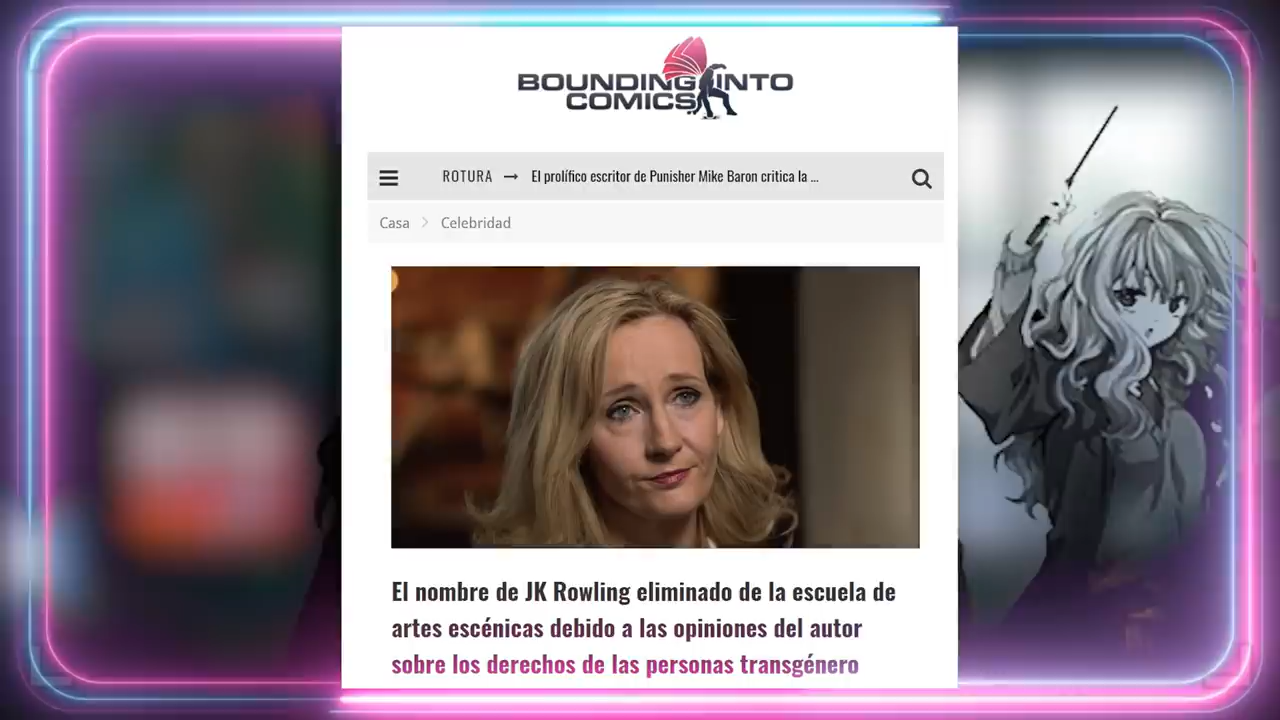 BOUNDING INTO
COMICS
ROTURA → El prolífico escritor de Punisher Mike Baron critica la ...
Casa > Celebridad
El nombre de JK Rowling eliminado de la escuela de
artes escénicas debido a las opiniones del autor
sobre los derechos de las personas transgénero